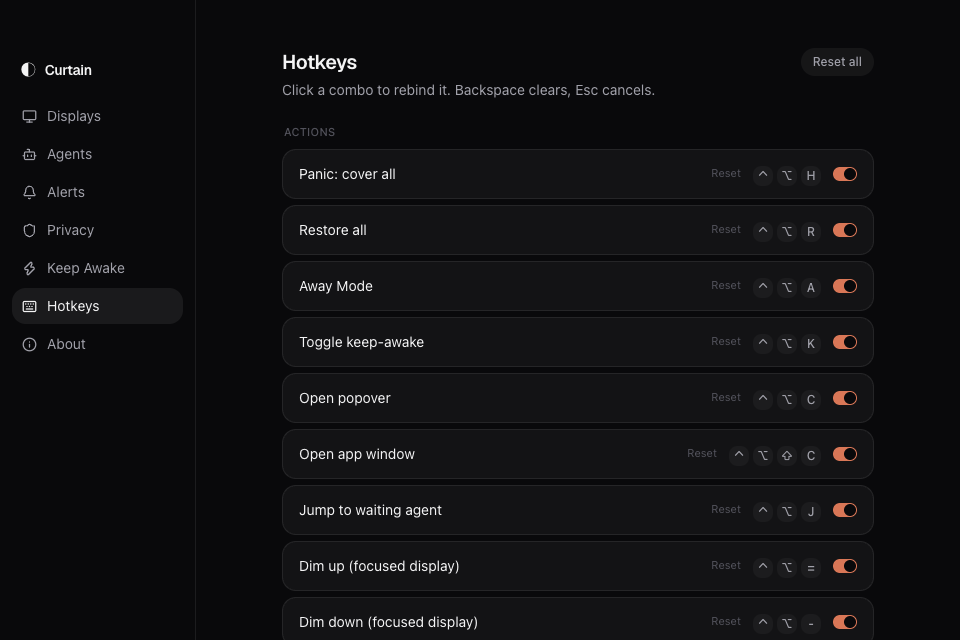 Curtain
Displays
Agents
Alerts
Privacy
Keep Awake
Hotkeys
About
Hotkeys
Reset all
Click a combo to rebind it. Backspace clears, Esc cancels.
ACTIONS
Panic: cover all Reset ^ ⌥ H
Restore all Reset ^ ⌥ R
Away Mode Reset ^ ⌥ A
Toggle keep-awake Reset ^ ⌥ K
Open popover Reset ^ ⌥ C
Open app window Reset ^ ⌥ ⇧ C
Jump to waiting agent Reset ^ ⌥ J
Dim up (focused display) Reset ^ ⌥ =
Dim down (focused display) Reset ^ ⌥ -